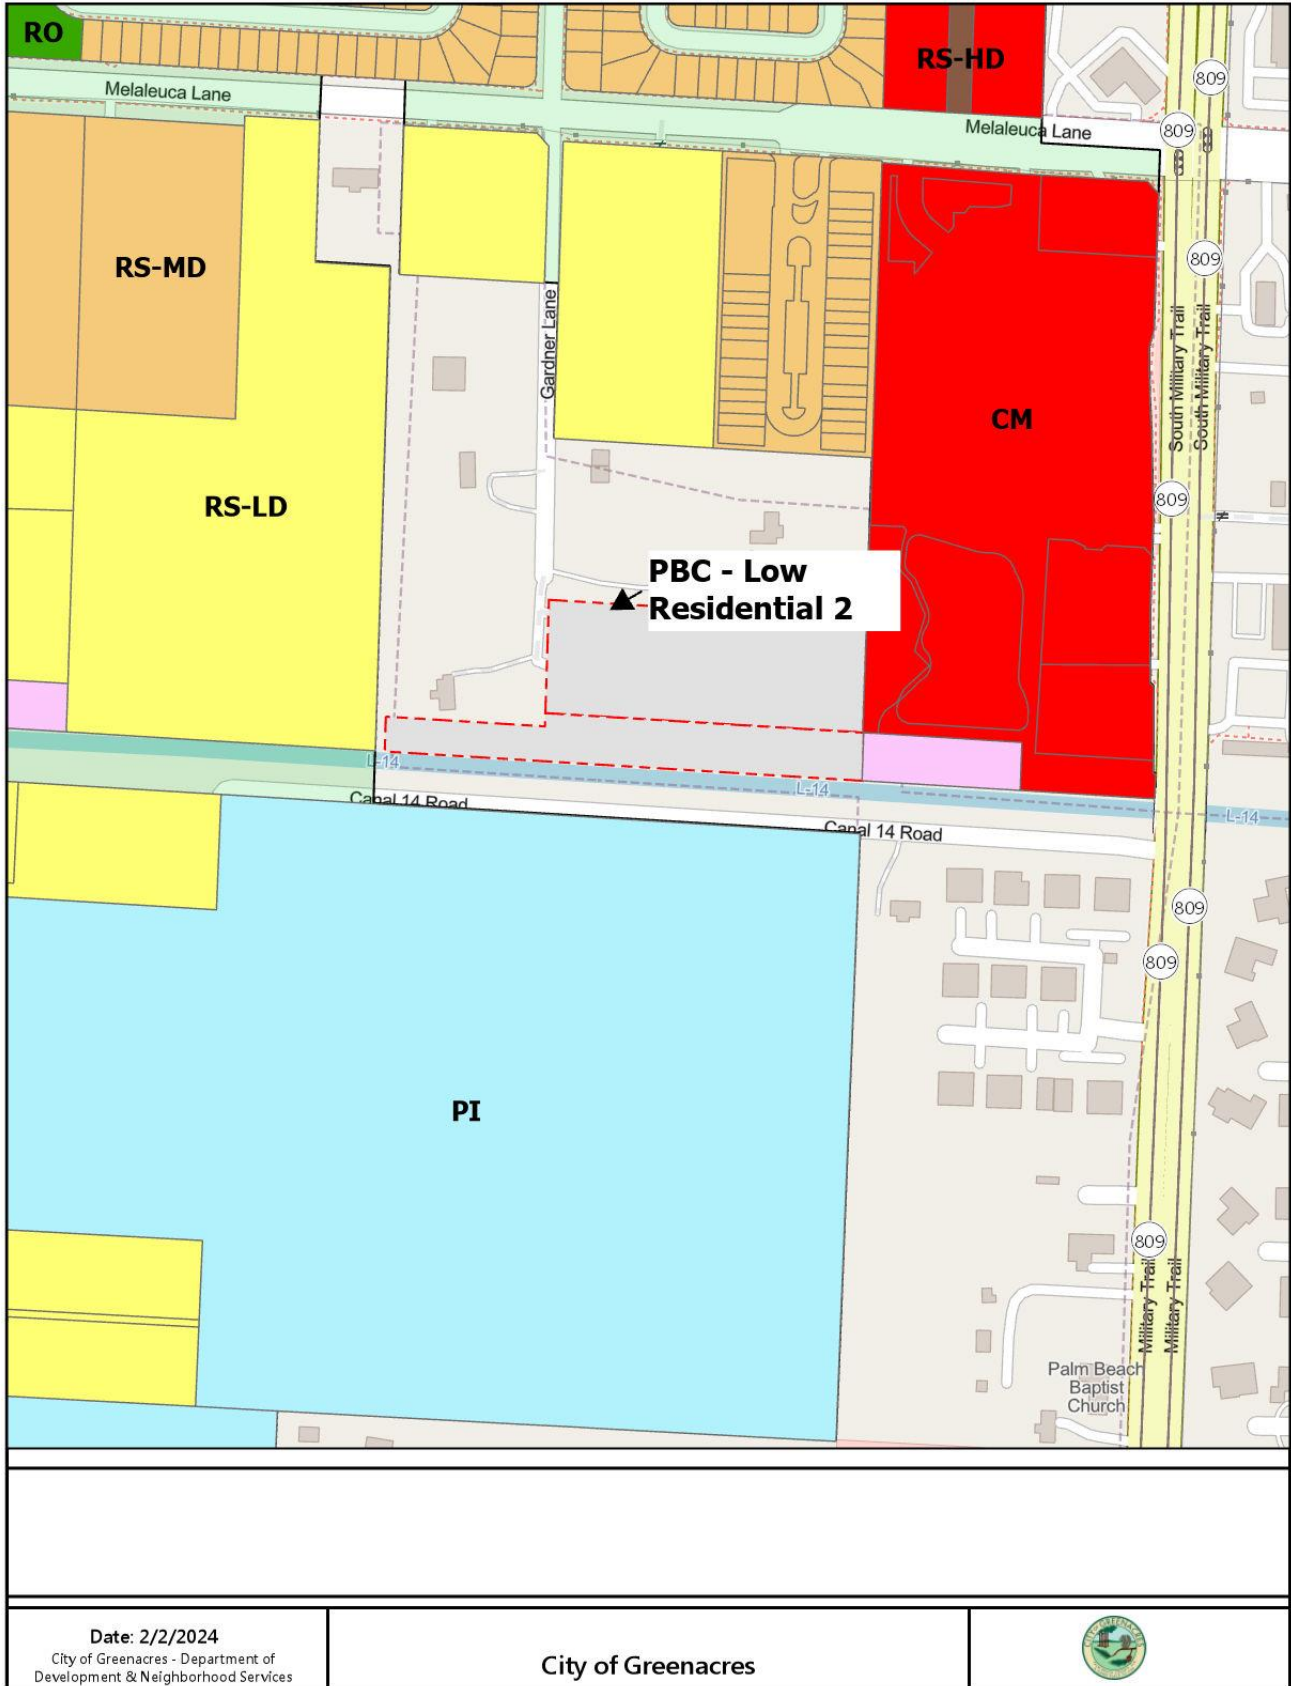 RO
RS-HD
809
Melaleuca Lane
Melaleuca Lane
809
RS-MD
809
Gardner Lane
South Military Trail
South Military Trail
CM
RS-LD
809
PBC - Low
Residential 2
L-14
L-14
L-14
Canal 14 Road
Canal 14 Road
809
809
PI
809
Military Trail
Military Trail
Palm Beach
Baptist
Church
Date: 2/2/2024
City of Greenacres - Department of
Development & Neighborhood Services
City of Greenacres